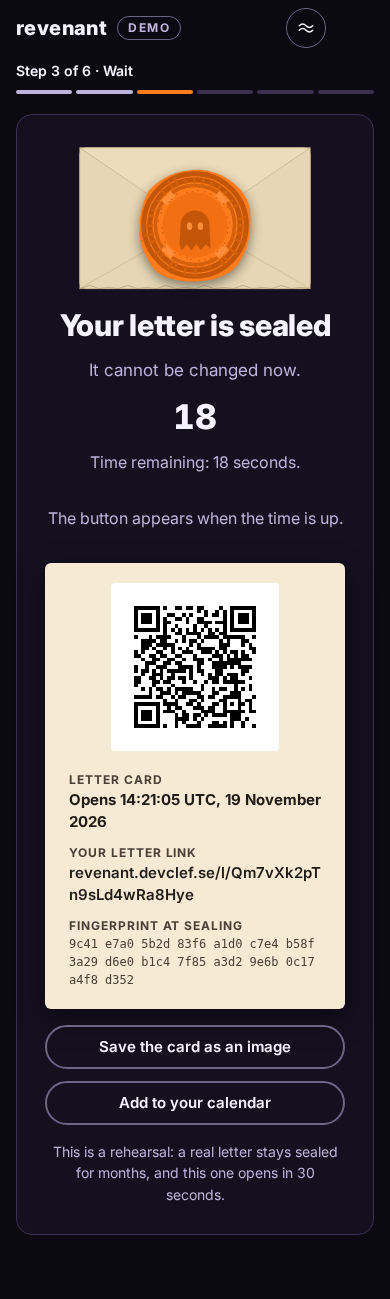 revenant DEMO
Step 3 of 6 · Wait
Your letter is sealed
It cannot be changed now.
18
Time remaining: 18 seconds.
The button appears when the time is up.
LETTER CARD
Opens 14:21:05 UTC, 19 November
2026
YOUR LETTER LINK
revenant.devclef.se/l/Qm7vXk2pT
n9sLd4wRa8Hye
FINGERPRINT AT SEALING
9c41 e7a0 5b2d 83f6 a1d0 c7e4 b58f
3a29 d6e0 b1c4 7f85 a3d2 9e6b 0c17
a4f8 d352
Save the card as an image
Add to your calendar
This is a rehearsal: a real letter stays sealed
for months, and this one opens in 30
seconds.